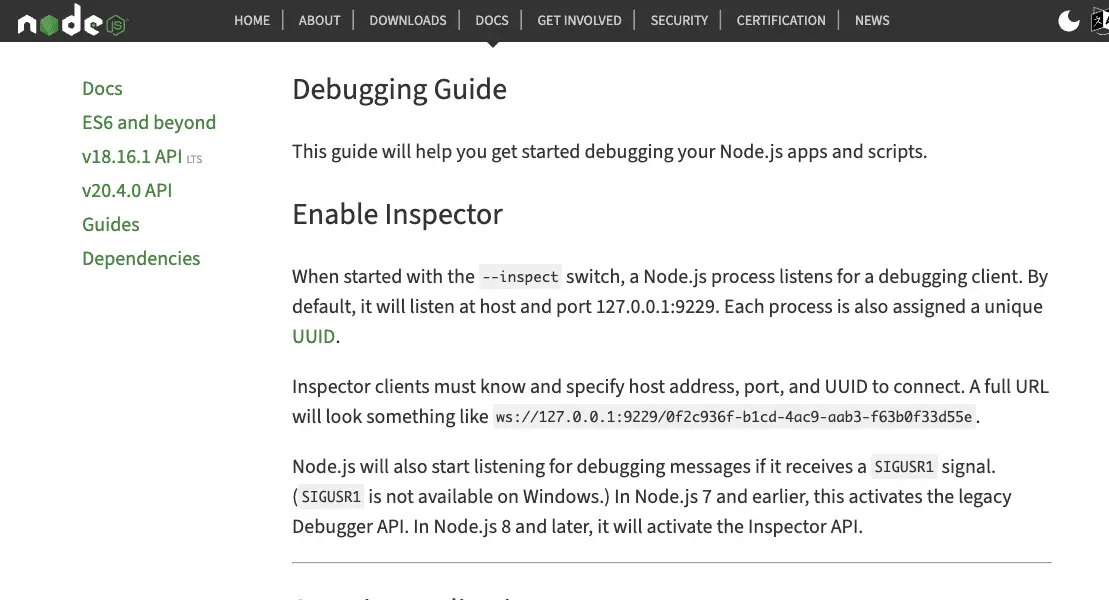 node JS
HOME | ABOUT | DOWNLOADS | DOCS | GET INVOLVED | SECURITY | CERTIFICATION | NEWS
Docs
ES6 and beyond
v18.16.1 API LTS
v20.4.0 API
Guides
Dependencies
Debugging Guide
This guide will help you get started debugging your Node.js apps and scripts.
Enable Inspector
When started with the --inspect switch, a Node.js process listens for a debugging client. By
default, it will listen at host and port 127.0.0.1:9229. Each process is also assigned a unique
UUID.
Inspector clients must know and specify host address, port, and UUID to connect. A full URL
will look something like ws://127.0.0.1:9229/0f2c936f-b1cd-4ac9-aab3-f63b0f33d55e.
Node.js will also start listening for debugging messages if it receives a SIGUSR1 signal.
(SIGUSR1 is not available on Windows.) In Node.js 7 and earlier, this activates the legacy
Debugger API. In Node.js 8 and later, it will activate the Inspector API.